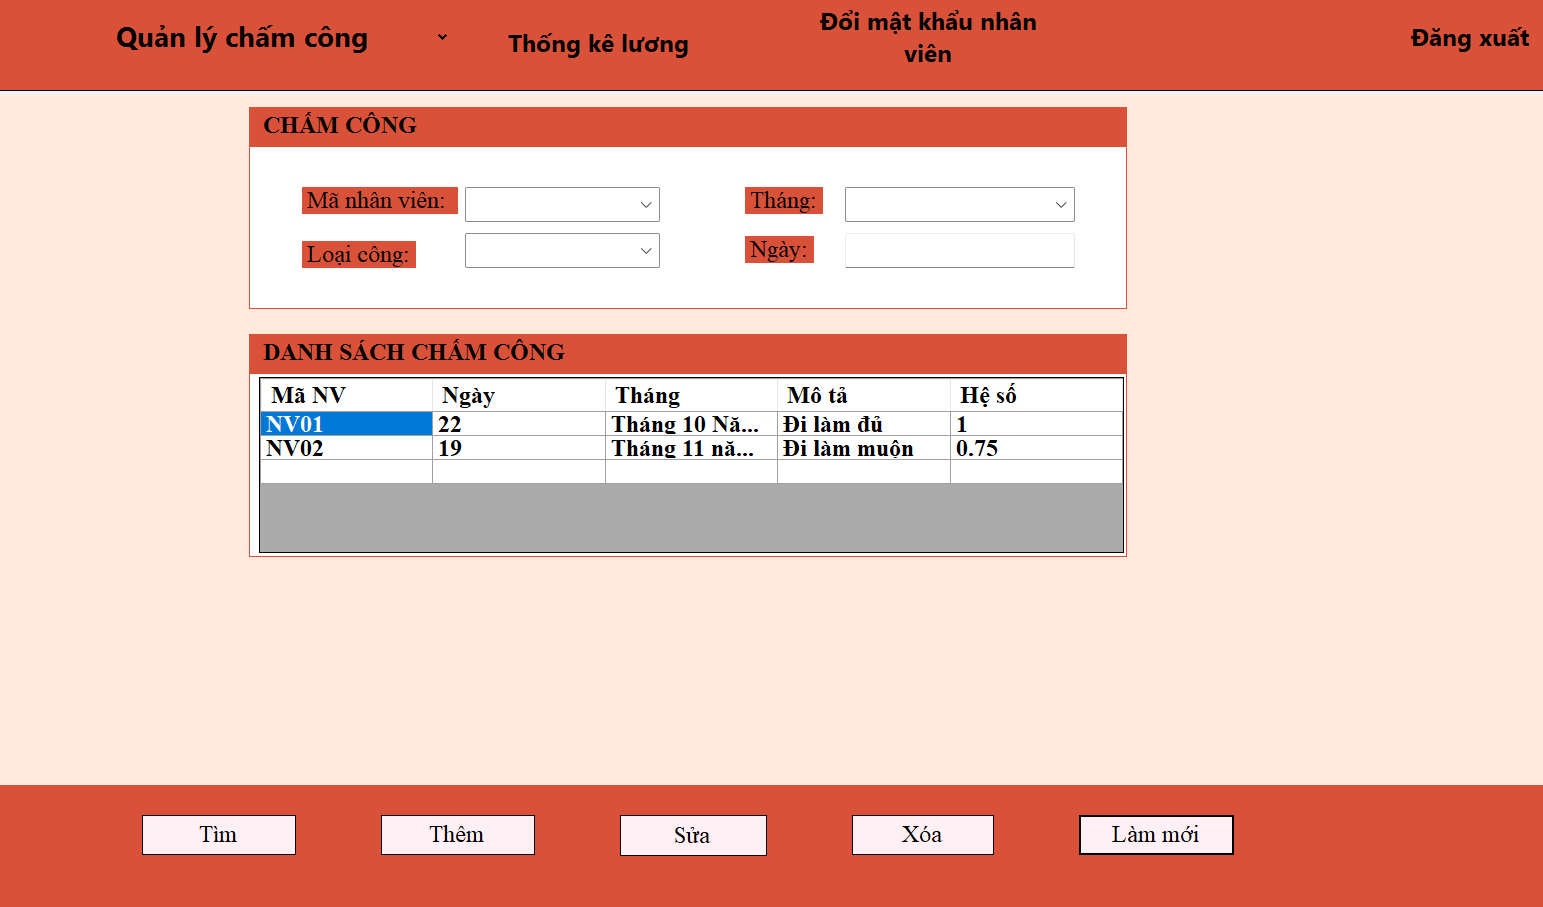 Quản lý chấm công
Thống kê lương
Đổi mật khẩu nhân
viên
Đăng xuất
CHẤM CÔNG
Mã nhân viên:
Tháng:
Loại công:
Ngày:
DANH SÁCH CHẤM CÔNG
Mã NV Ngày Tháng Mô tả Hệ số
NV01 22 Tháng 10 Nă... Đi làm đủ 1
NV02 19 Tháng 11 nă... Đi làm muộn 0.75
Tìm Thêm Sửa Xóa Làm mới